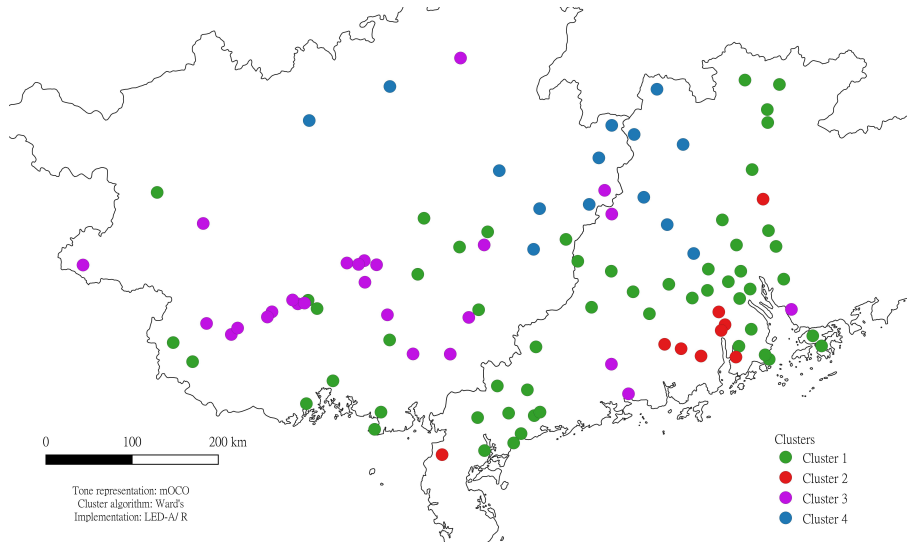 0
100
200 km
Tone representation: mOCO
Cluster algorithm: Ward's
Implementation: LED-A/ R
Clusters
Cluster 1
Cluster 2
Cluster 3
Cluster 4